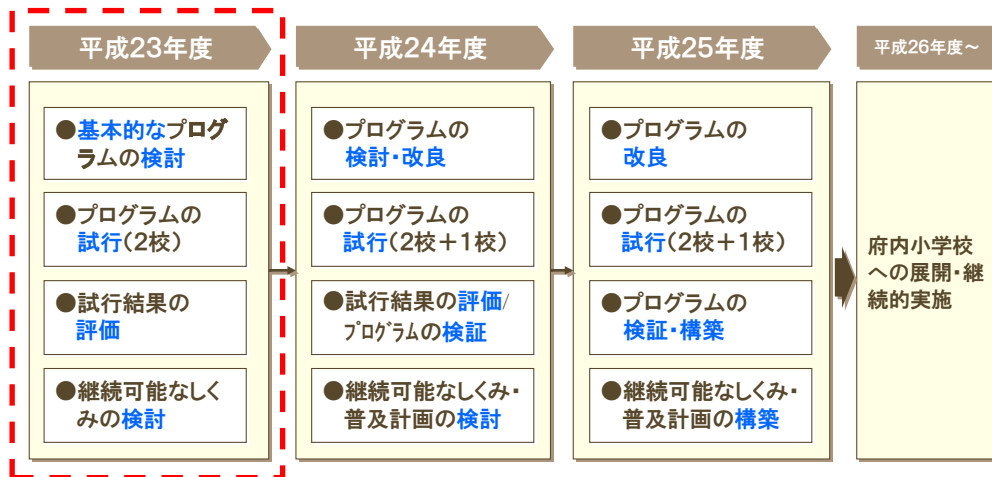 平成23年度
●基本的なプログ
ラムの検討
●プログラムの
試行(2校)
●試行結果の
評価
●継続可能なしく
みの検討
平成24年度
●プログラムの
検討・改良
●プログラムの
試行(2校＋1校)
●試行結果の評価/
プログラムの検証
●継続可能なしくみ・
普及計画の検討
平成25年度
●プログラムの
改良
●プログラムの
試行(2校＋1校)
●プログラムの
検証・構築
●継続可能なしくみ・
普及計画の構築
平成26年度～
府内小学校
への展開・継
続的実施